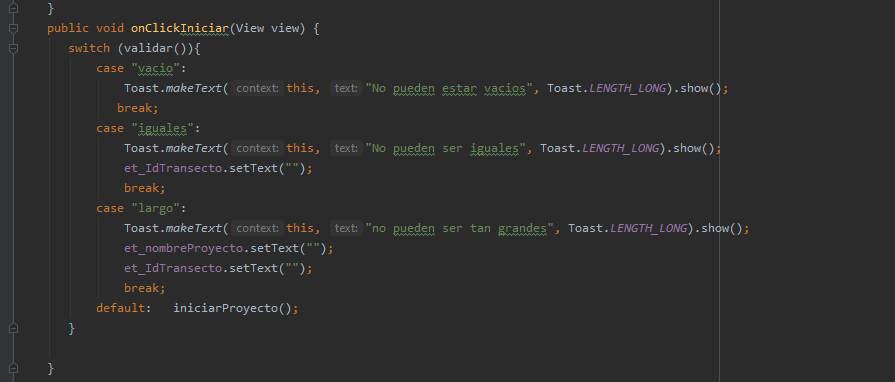 }
public void onClickIniciar(View view) {
switch (validar()){
case "vacio":
Toast.makeText( context: this, text: "No pueden estar vacios", Toast.LENGTH_LONG).show();
break;
case "iguales":
Toast.makeText( context: this, text: "No pueden ser iguales", Toast.LENGTH_LONG).show();
et_IdTransecto.setText("");
break;
case "largo":
Toast.makeText( context: this, text: "no pueden ser tan grandes", Toast.LENGTH_LONG).show();
et_nombreProyecto.setText("");
et_IdTransecto.setText("");
break;
default: iniciarProyecto();
}
}